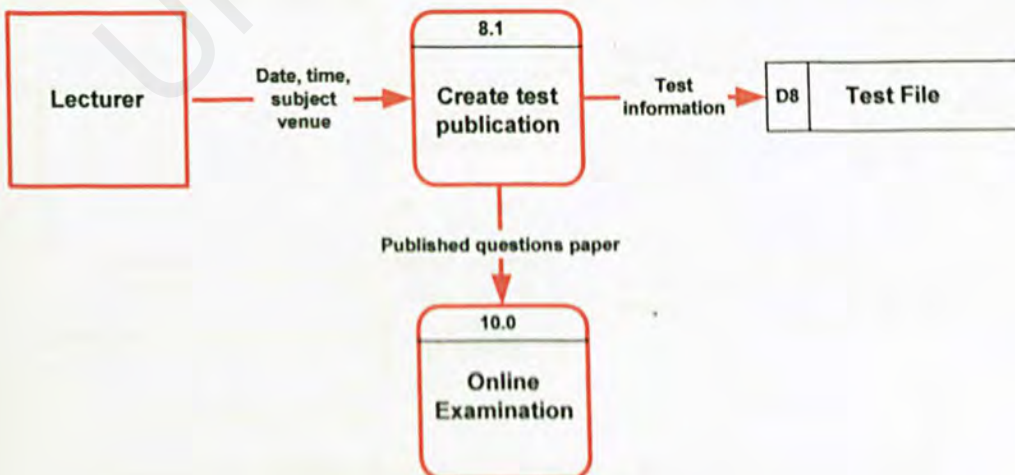 8.1
Lecturer
Date, time,
subject
venue
Create test
publication
Test
information
D8
Test File
Published questions paper
10.0
Online
Examination